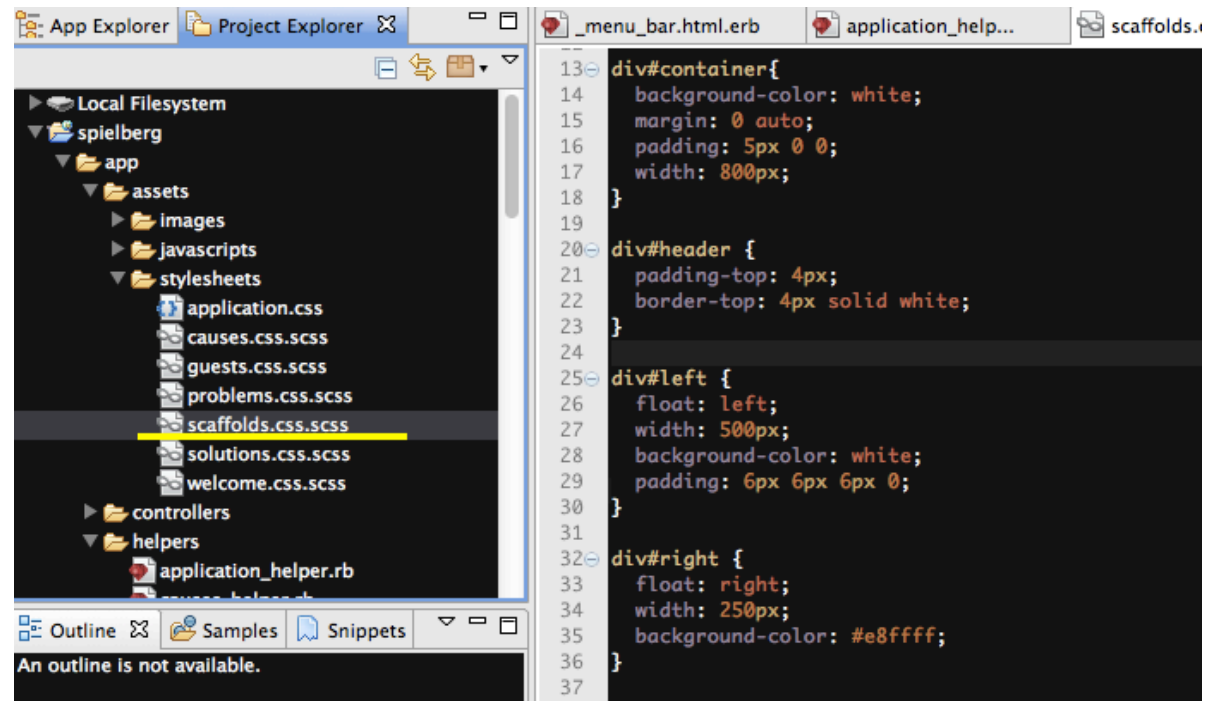 App Explorer
Project Explorer
Local Filesystem
spielberg
app
assets
images
javascripts
stylesheets
application.css
causes.css.scss
guests.css.scss
problems.css.scss
scaffolds.css.scss
solutions.css.scss
welcome.css.scss
controllers
helpers
application_helper.rb
Outline
Samples
Snippets
An outline is not available.
_menu_bar.html.erb
application_help...
scaffolds.
13 div#container{
14 background-color: white;
15 margin: 0 auto;
16 padding: 5px 0 0;
17 width: 800px;
18 }
19
20 div#header {
21 padding-top: 4px;
22 border-top: 4px solid white;
23 }
24
25 div#left {
26 float: left;
27 width: 500px;
28 background-color: white;
29 padding: 6px 6px 6px 0;
30 }
31
32 div#right {
33 float: right;
34 width: 250px;
35 background-color: #e8ffff;
36 }
37